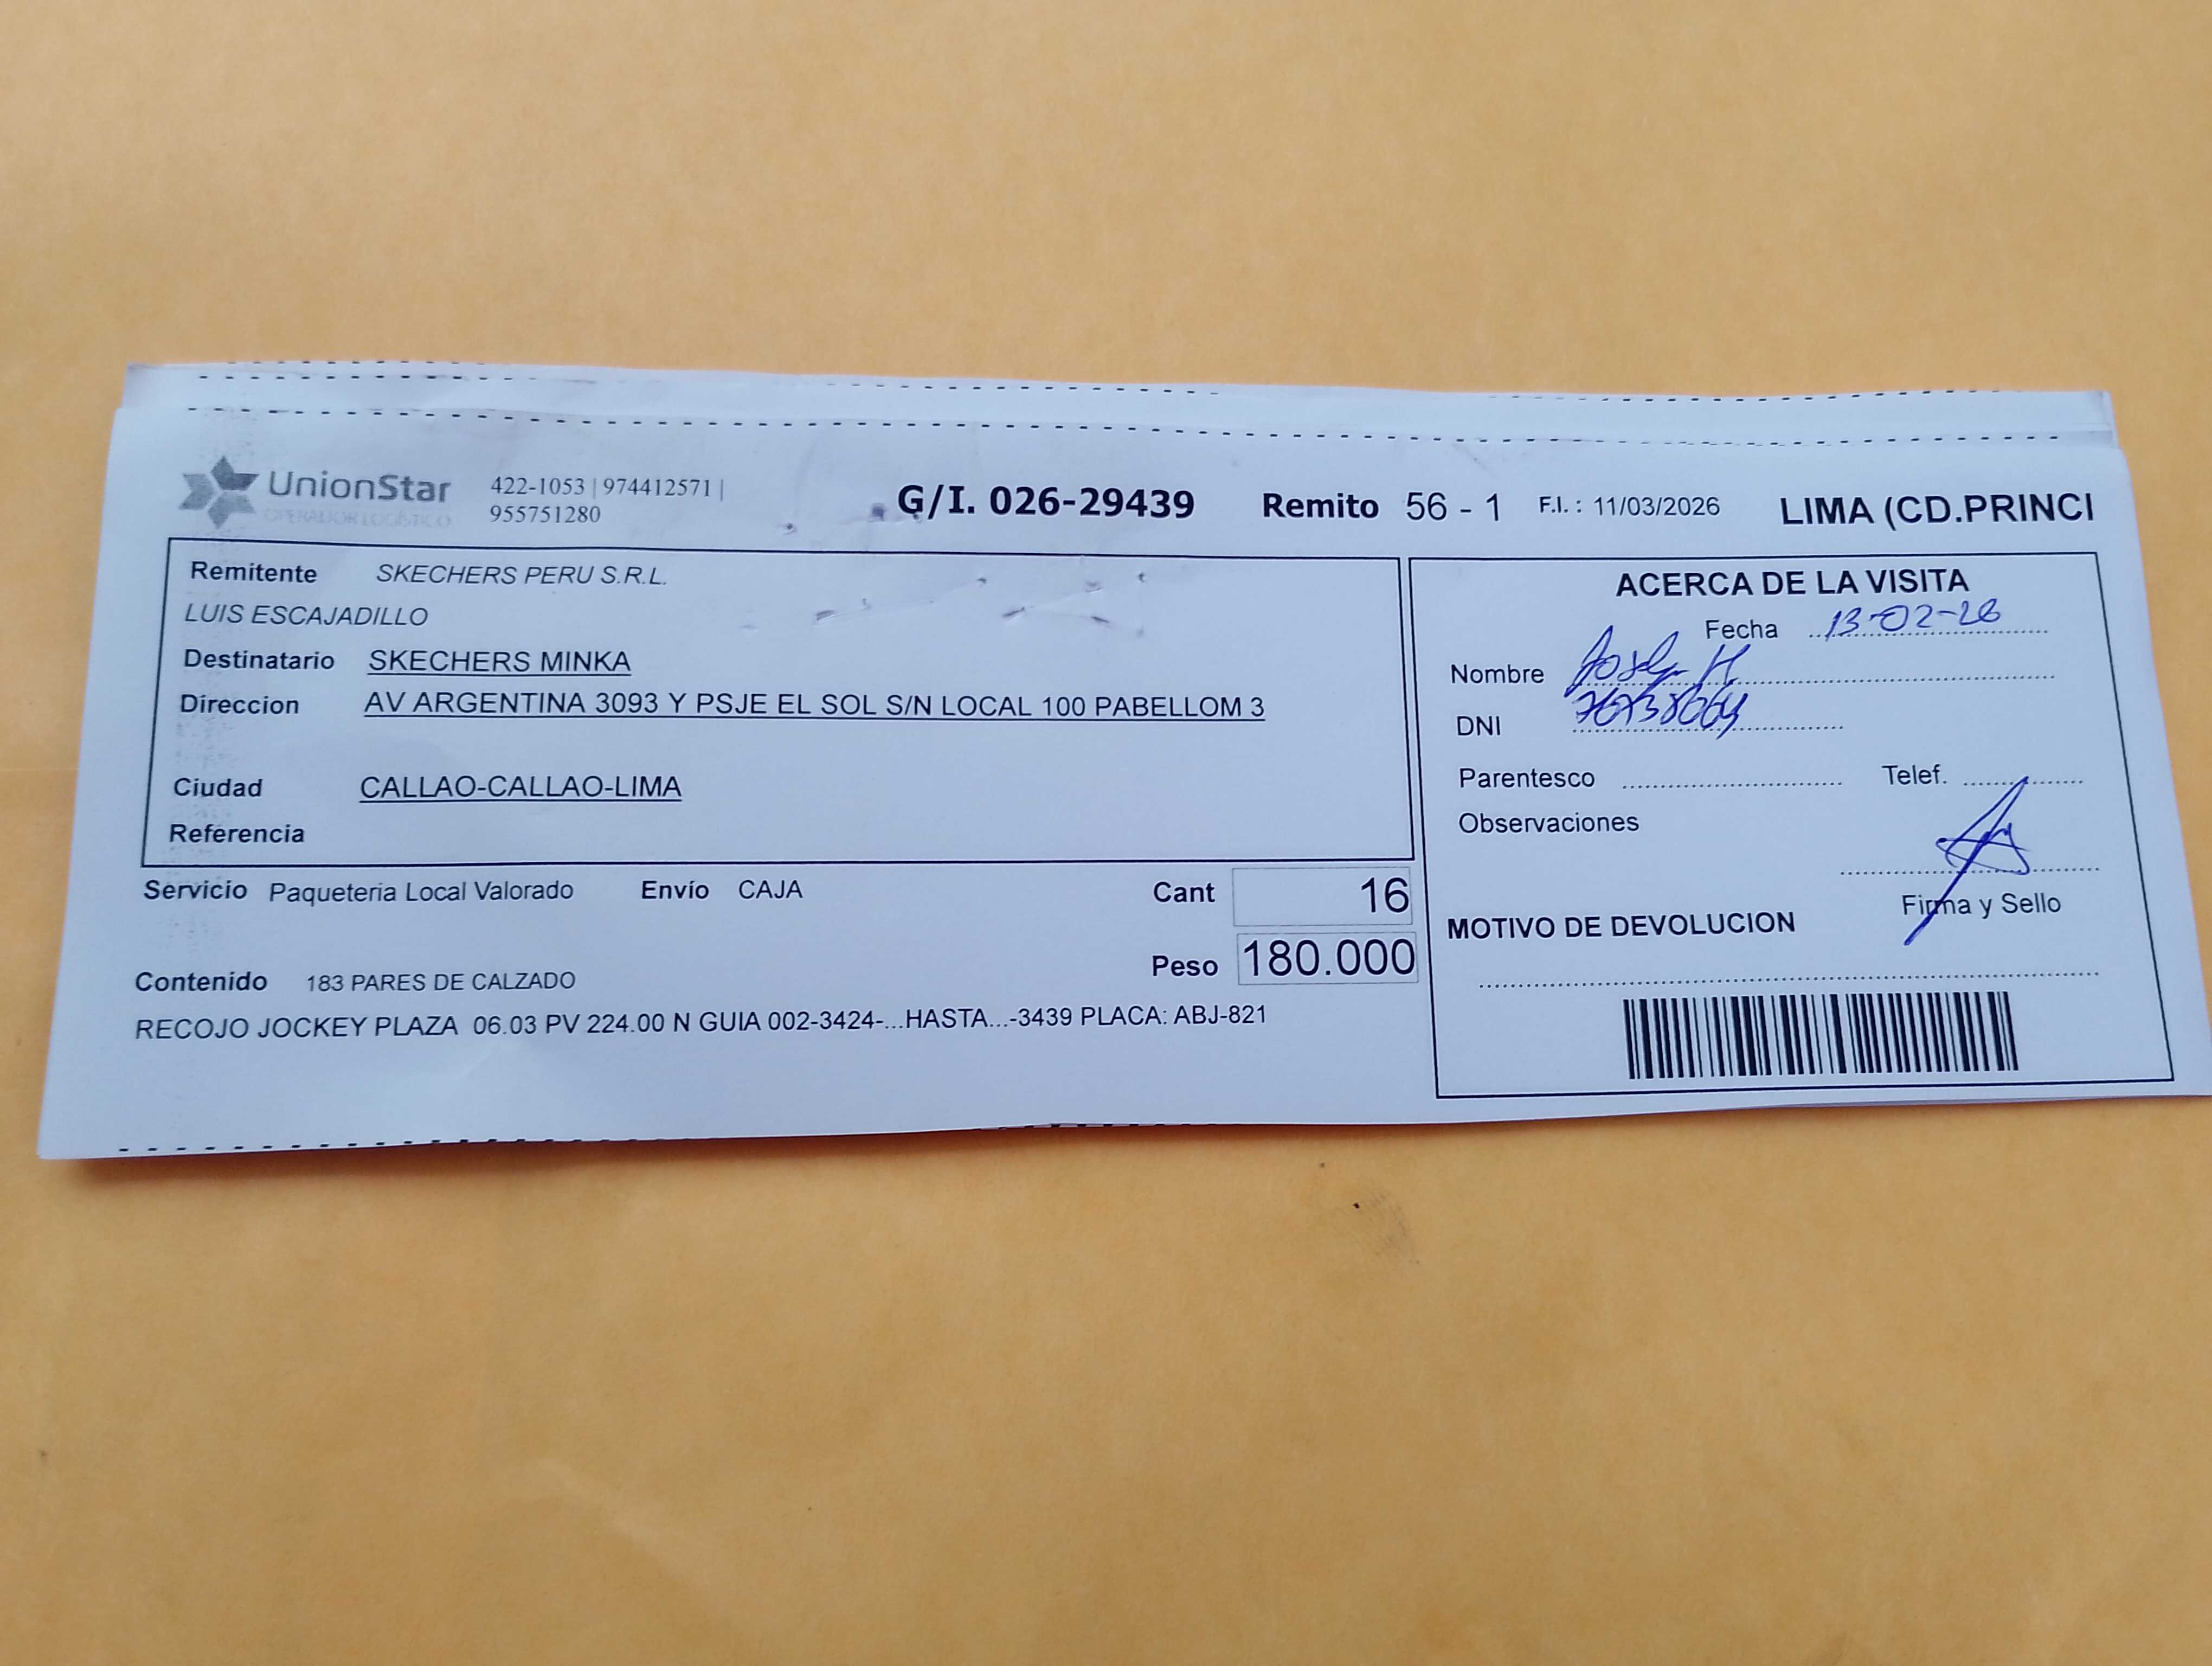 UnionStar
OPERADOR LOGÍSTICO
422-1053 | 974412571 |
955751280
G/I. 026-29439 Remito 56 - 1 F.I. : 11/03/2026 LIMA (CD.PRINCI
Remitente SKECHERS PERU S.R.L.
LUIS ESCAJADILLO
Destinatario SKECHERS MINKA
Direccion AV ARGENTINA 3093 Y PSJE EL SOL S/N LOCAL 100 PABELLOM 3
Ciudad CALLAO-CALLAO-LIMA
Referencia
Servicio Paqueteria Local Valorado Envío CAJA Cant 16
Peso 180.000
Contenido 183 PARES DE CALZADO
RECOJO JOCKEY PLAZA 06.03 PV 224.00 N GUIA 002-3424-...HASTA...-3439 PLACA: ABJ-821
ACERCA DE LA VISITA
Fecha 13-02-26
Nombre
DNI
Parentesco Telef.
Observaciones
Firma y Sello
MOTIVO DE DEVOLUCION